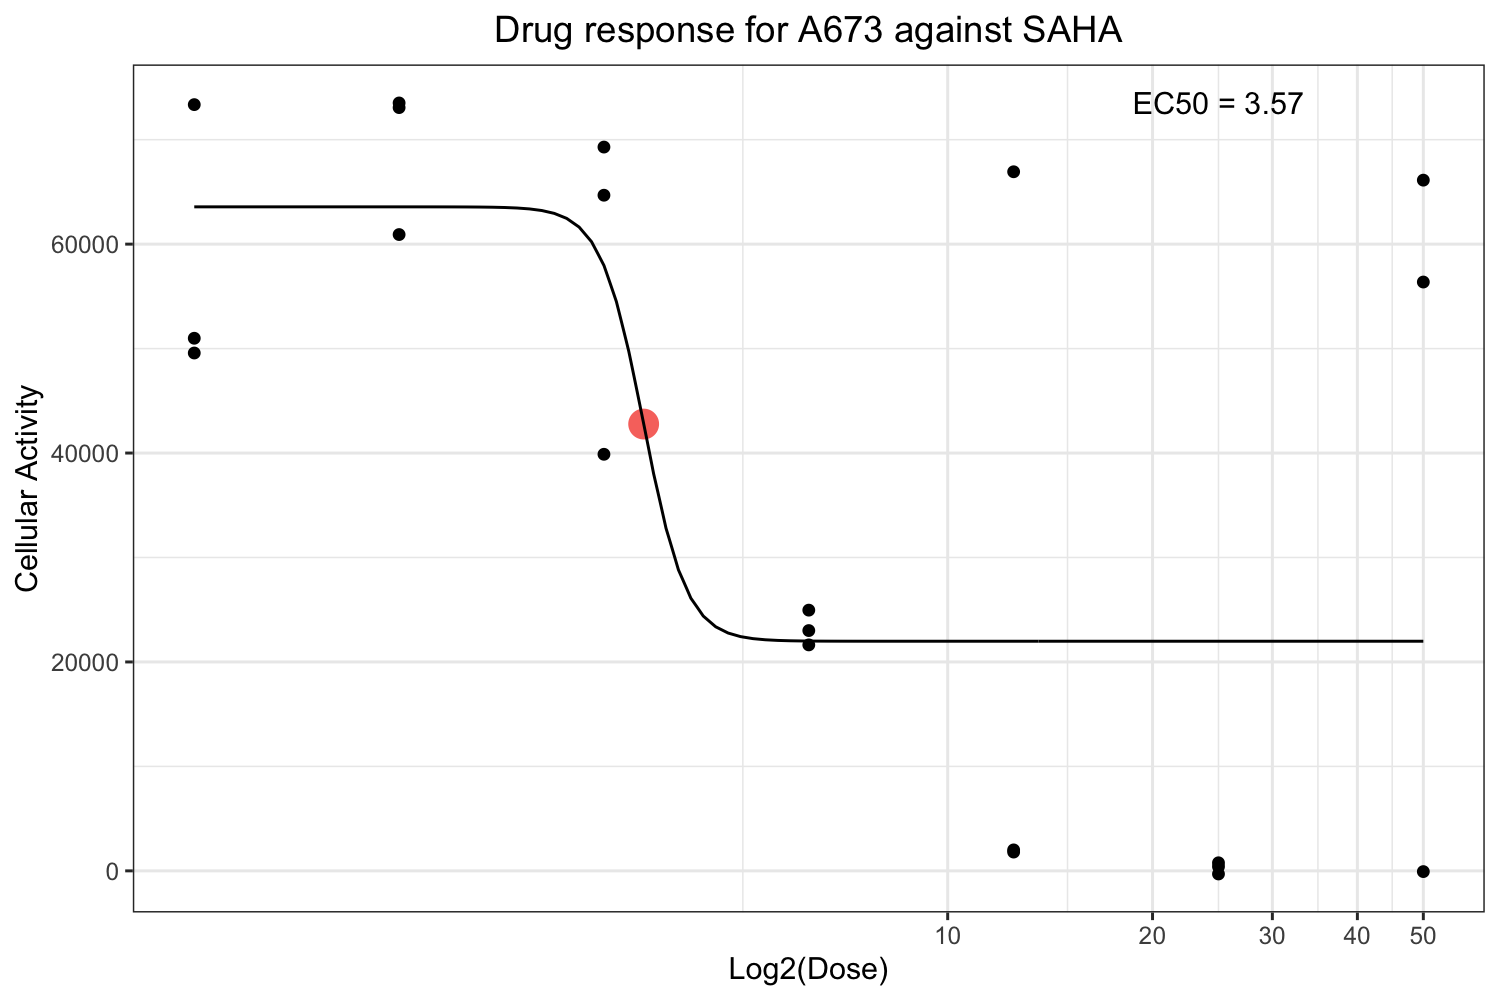 Drug response for A673 against SAHA
EC50 = 3.57
Cellular Activity
60000
40000
20000
0
10 20 30 40 50
Log2(Dose)